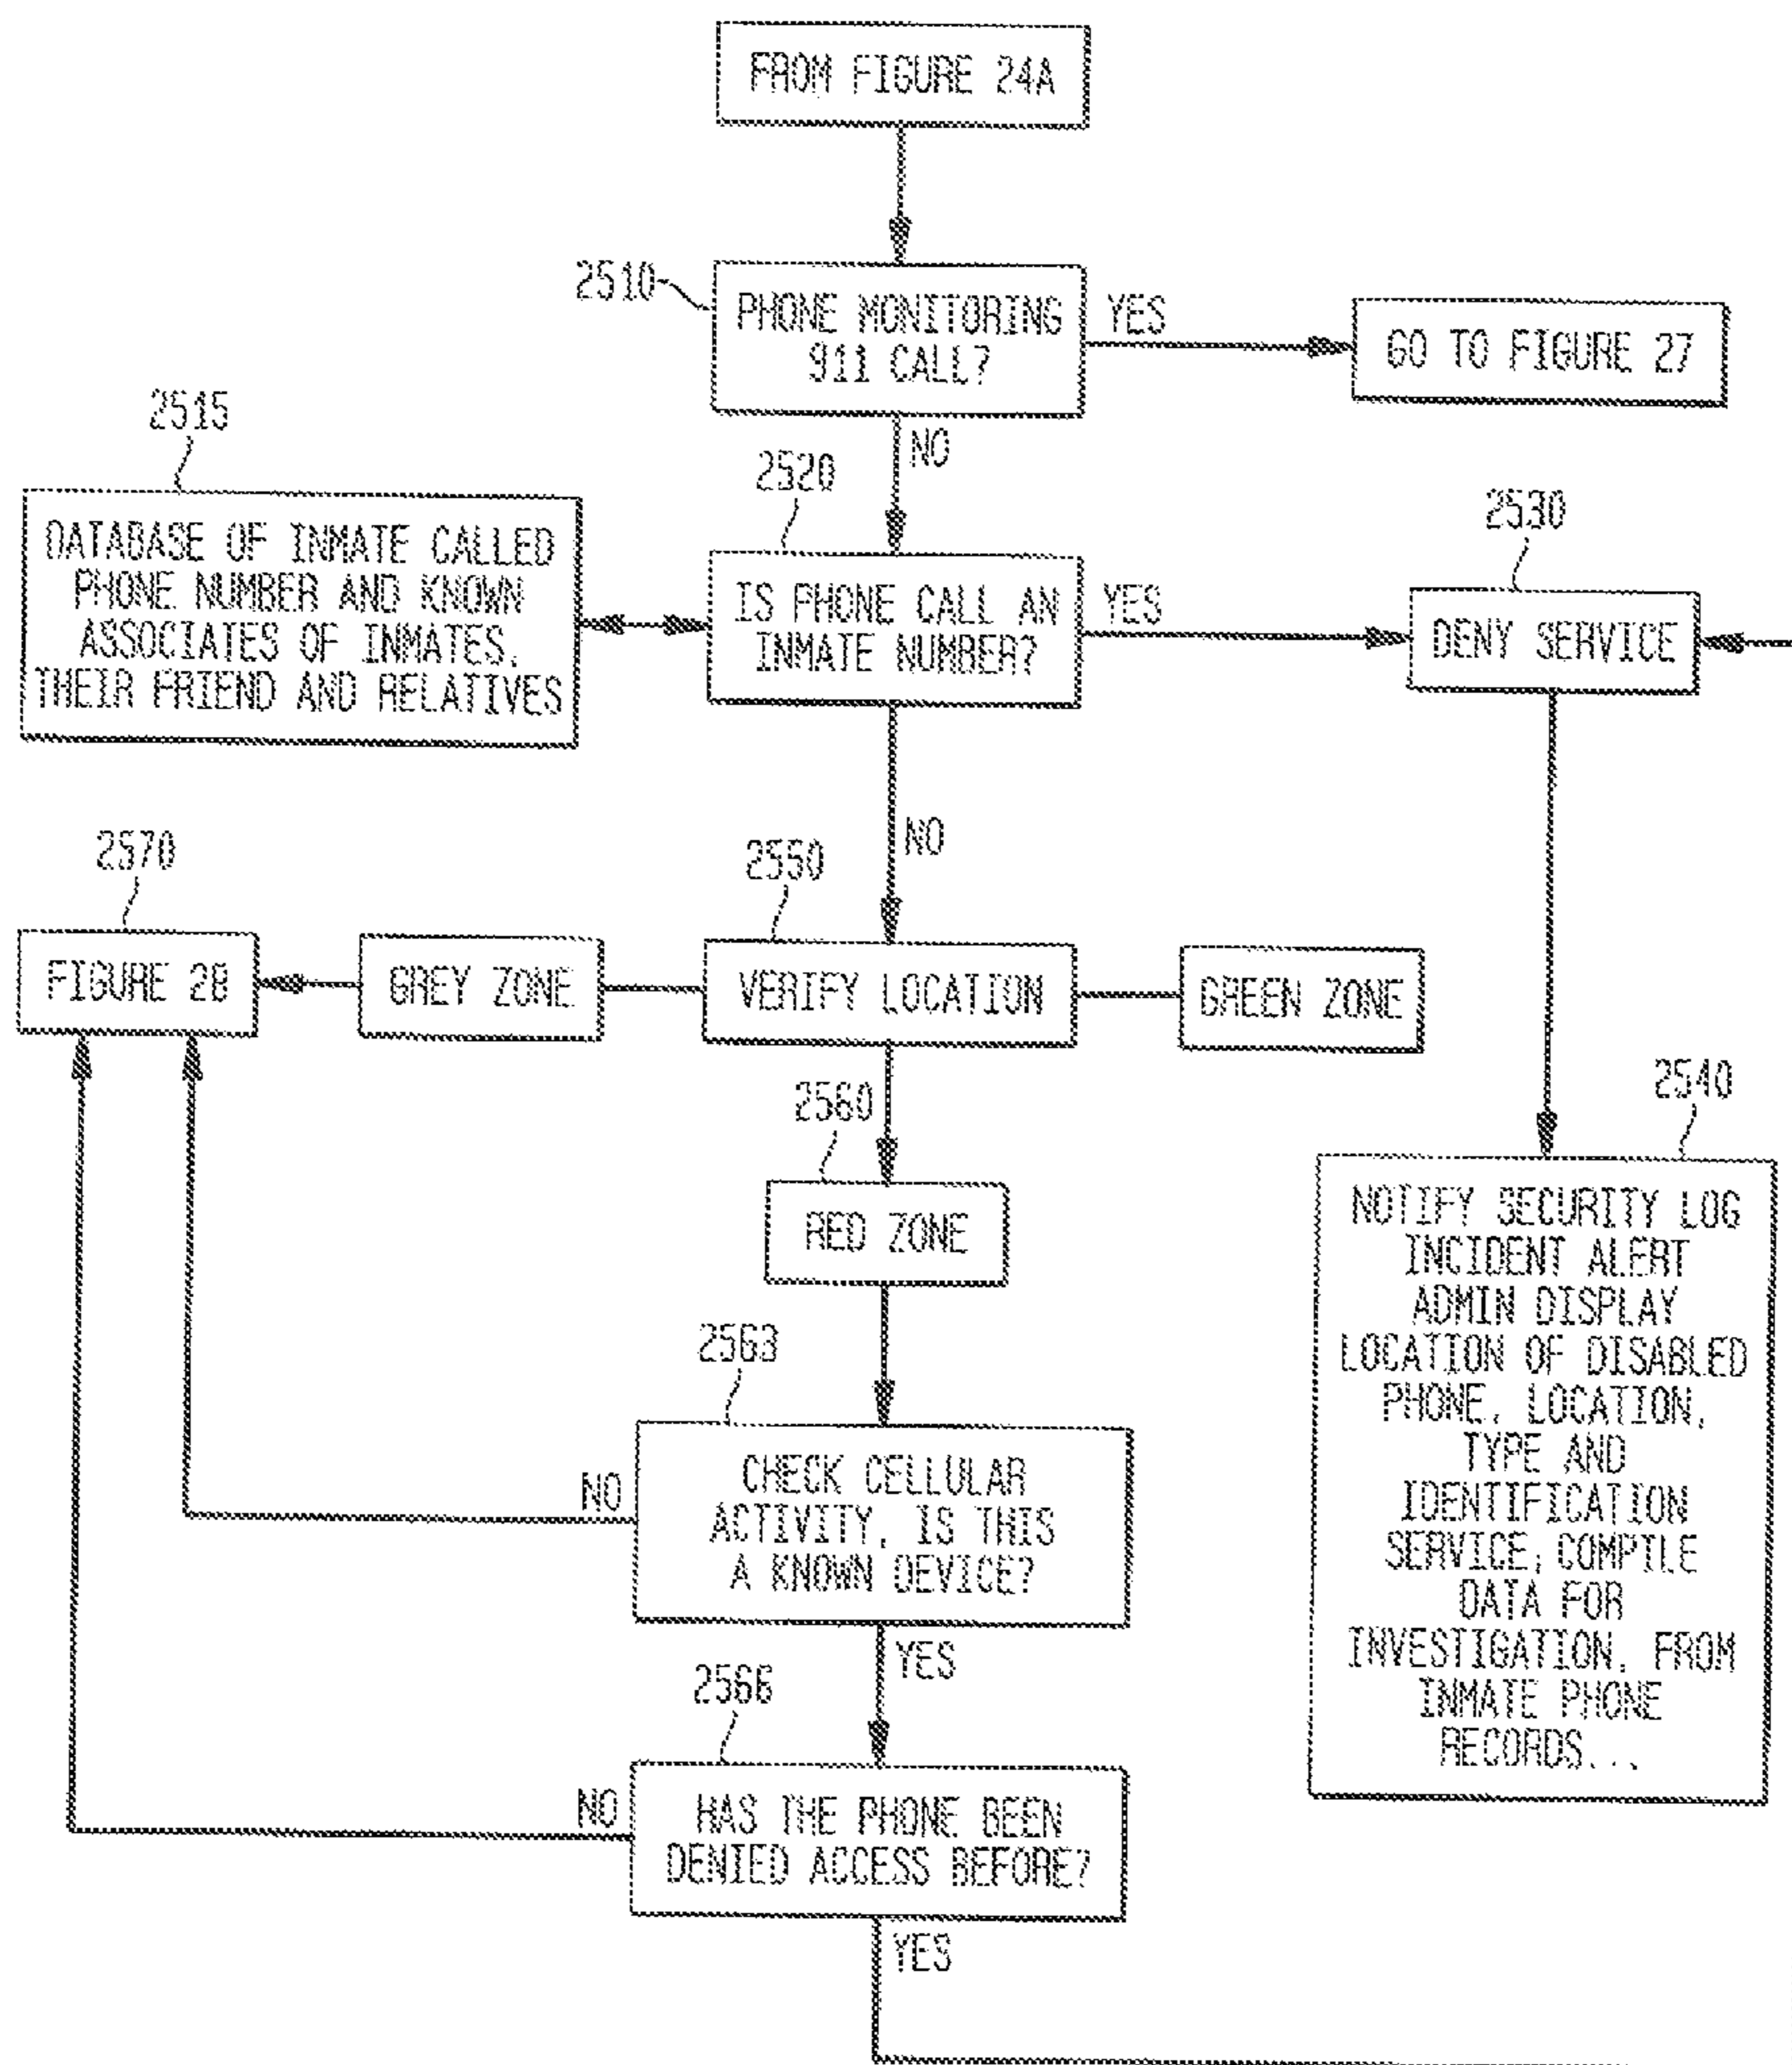 FROM FIGURE 24A
2510
PHONE MONITORING
911 CALL?
YES
GO TO FIGURE 27
NO
2515
DATABASE OF INMATE CALLED
PHONE NUMBER AND KNOWN
ASSOCIATES OF INMATES,
THEIR FRIEND AND RELATIVES
2520
IS PHONE CALL AN
INMATE NUMBER?
YES
2530
DENY SERVICE
NO
2570
FIGURE 28
GREY ZONE
2550
VERIFY LOCATION
GREEN ZONE
2560
RED ZONE
2540
NOTIFY SECURITY LOG
INCIDENT ALERT
ADMIN DISPLAY
LOCATION OF DISABLED
PHONE, LOCATION,
TYPE AND
IDENTIFICATION
SERVICE, COMPILE
DATA FOR
INVESTIGATION, FROM
INMATE PHONE
RECORDS...
2563
CHECK CELLULAR
ACTIVITY, IS THIS
A KNOWN DEVICE?
NO
YES
2566
HAS THE PHONE BEEN
DENIED ACCESS BEFORE?
NO
YES